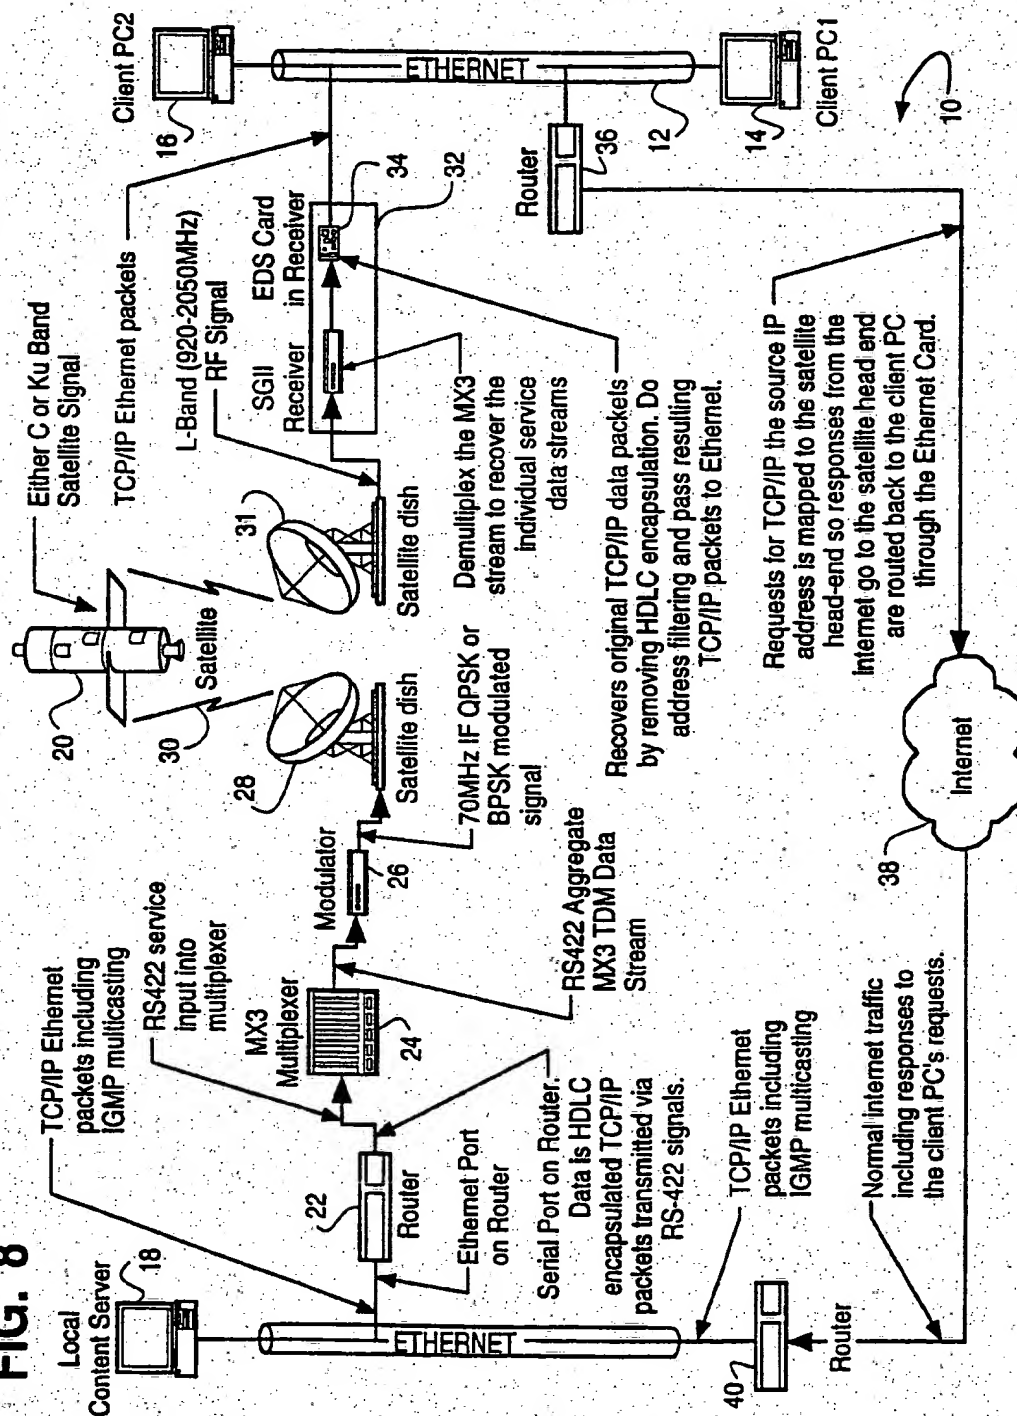 FIG. 8
Local
Content Server
18
TCP/IP Ethernet
packets including
IGMP multicasting
RS422 service
input into
multiplexer
MX3
Multiplexer
24
Modulator
26
22
Router
Ethernet Port
on Router
Serial Port on Router.
Data is HDLC
encapsulated TCP/IP
packets transmitted via
RS-422 signals.
RS422 Aggregate
MX3 TDM Data
Stream
70MHz IF QPSK or
BPSK modulated
signal
ETHERNET
20
Satellite
30
28
Satellite dish
Either C or Ku Band
Satellite Signal
31
Satellite dish
TCP/IP Ethernet packets
L-Band (920-2050MHz)
RF Signal
SGII
Receiver
EDS Card
in Receiver
34
32
Demultiplex the MX3
stream to recover the
individual service
data streams
Recovers original TCP/IP data packets
by removing HDLC encapsulation. Do
address filtering and pass resulting
TCP/IP packets to Ethernet.
Client PC2
16
ETHERNET
12
14
Client PC1
10
Router
36
Requests for TCP/IP the source IP
address is mapped to the satellite
head-end so responses from the
Internet go to the satellite head end
are routed back to the client PC
through the Ethernet Card.
Internet
38
Normal internet traffic
including responses to
the client PC's requests.
TCP/IP Ethernet
packets including
IGMP multicasting
40
Router